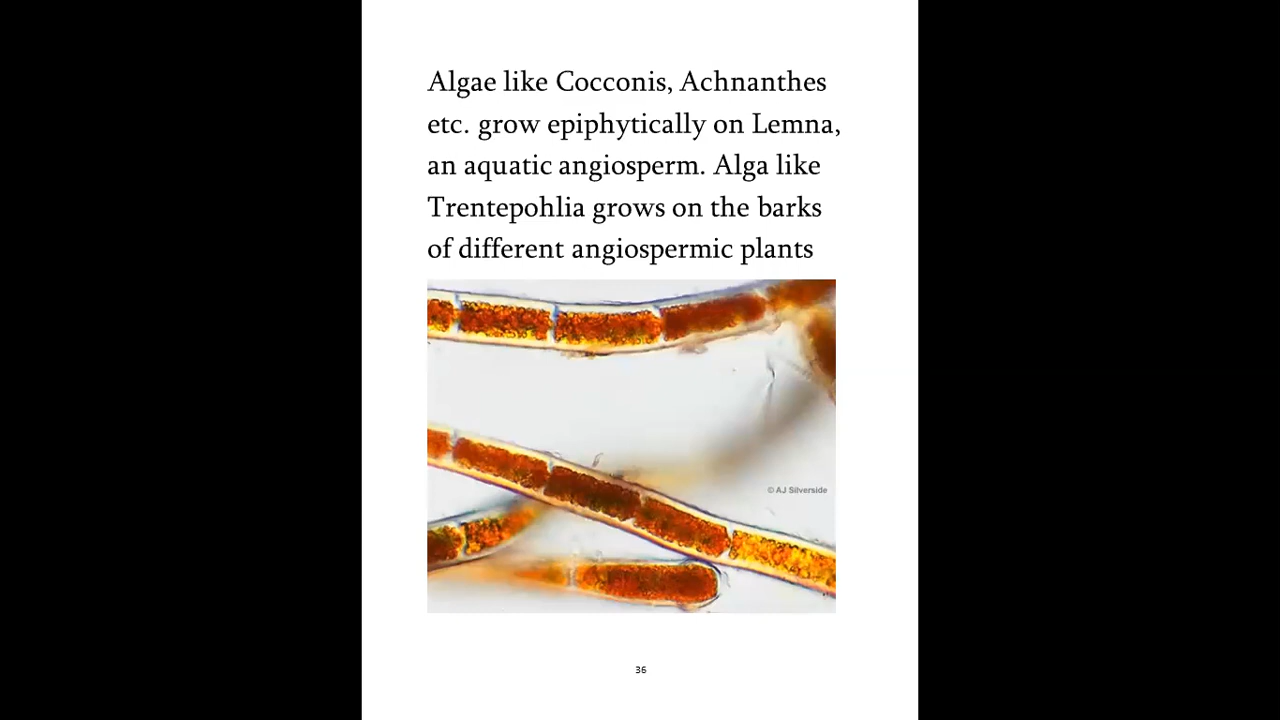 Algae like Cocconis, Achnanthes
etc. grow epiphytically on Lemna,
an aquatic angiosperm. Alga like
Trentepohlia grows on the barks
of different angiospermic plants
© AJ Silverside
36